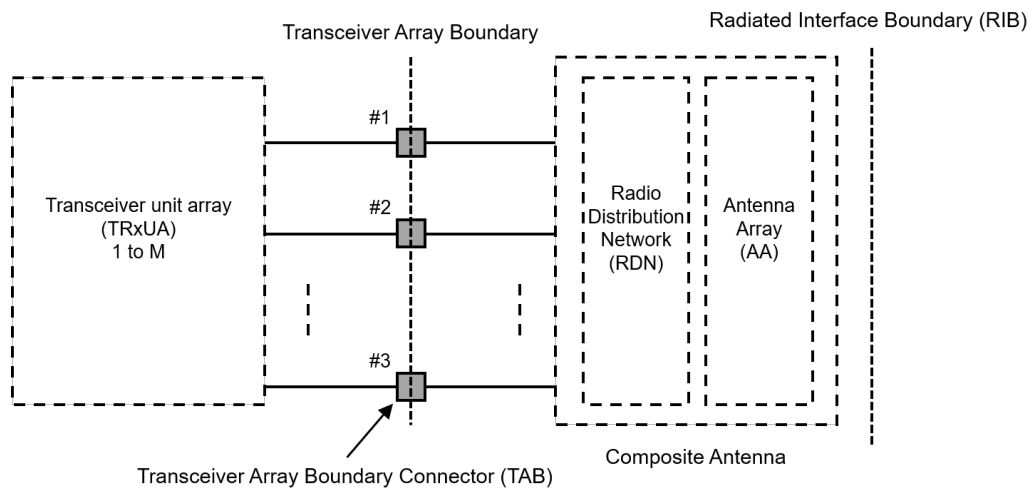 Radiated Interface Boundary (RIB)
Transceiver Array Boundary
#1
Transceiver unit array
(TRxUA)
1 to M
#2
Radio
Distribution
Network
(RDN)
Antenna
Array
(AA)
#3
Composite Antenna
Transceiver Array Boundary Connector (TAB)